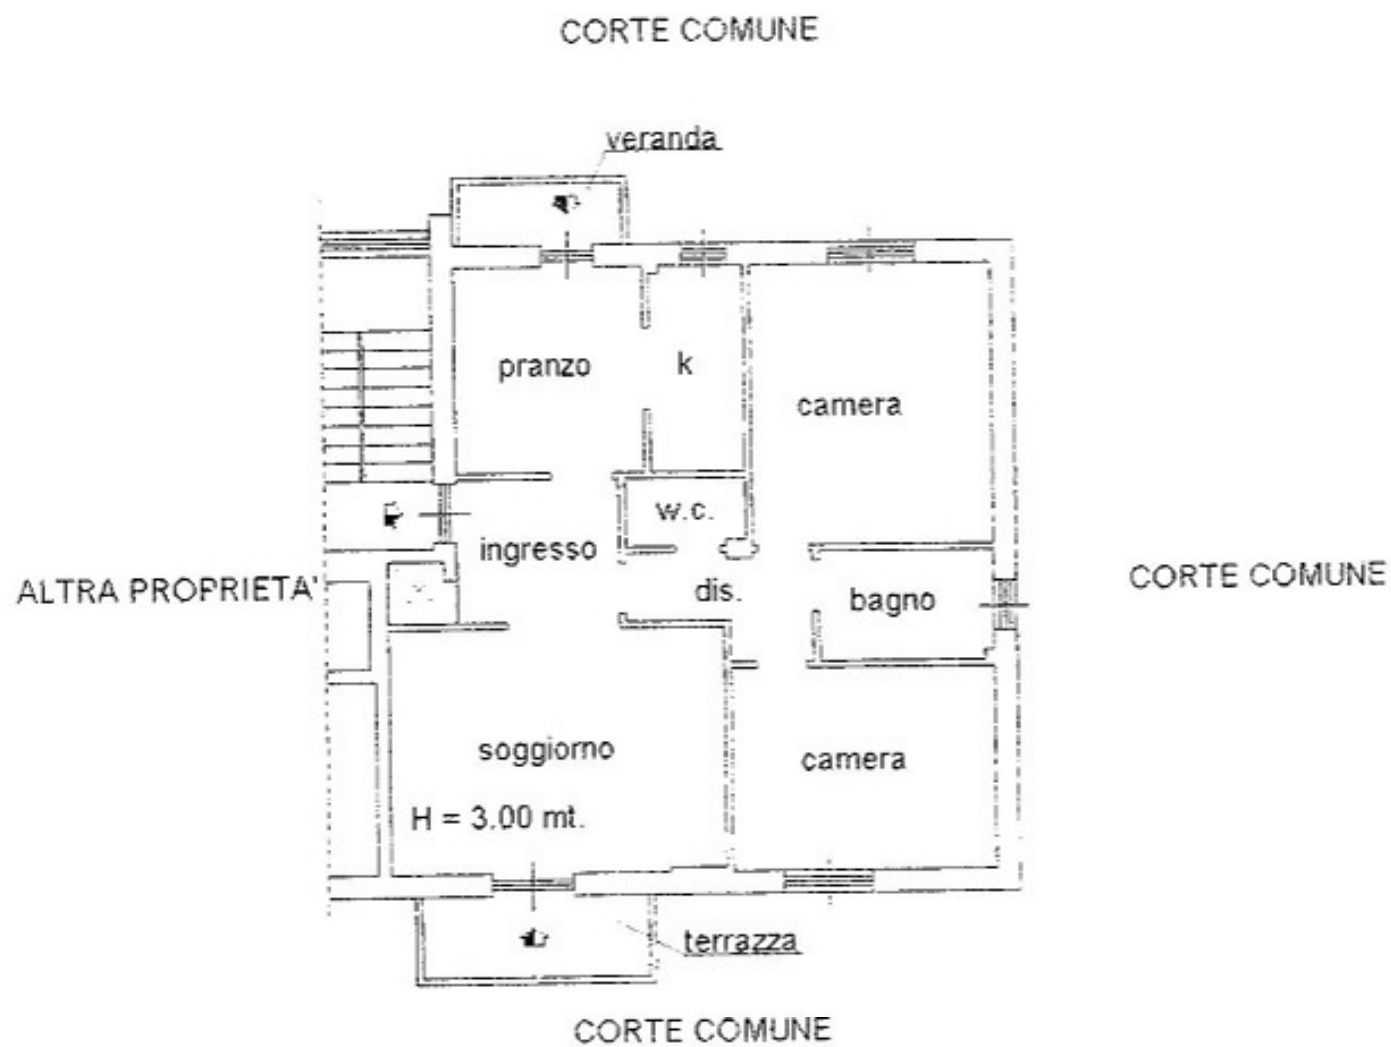 CORTE COMUNE
veranda
pranzo
k
camera
w.c.
ingresso
ALTRA PROPRIETA'
dis.
bagno
CORTE COMUNE
soggiorno
camera
H = 3.00 mt.
terrazza
CORTE COMUNE